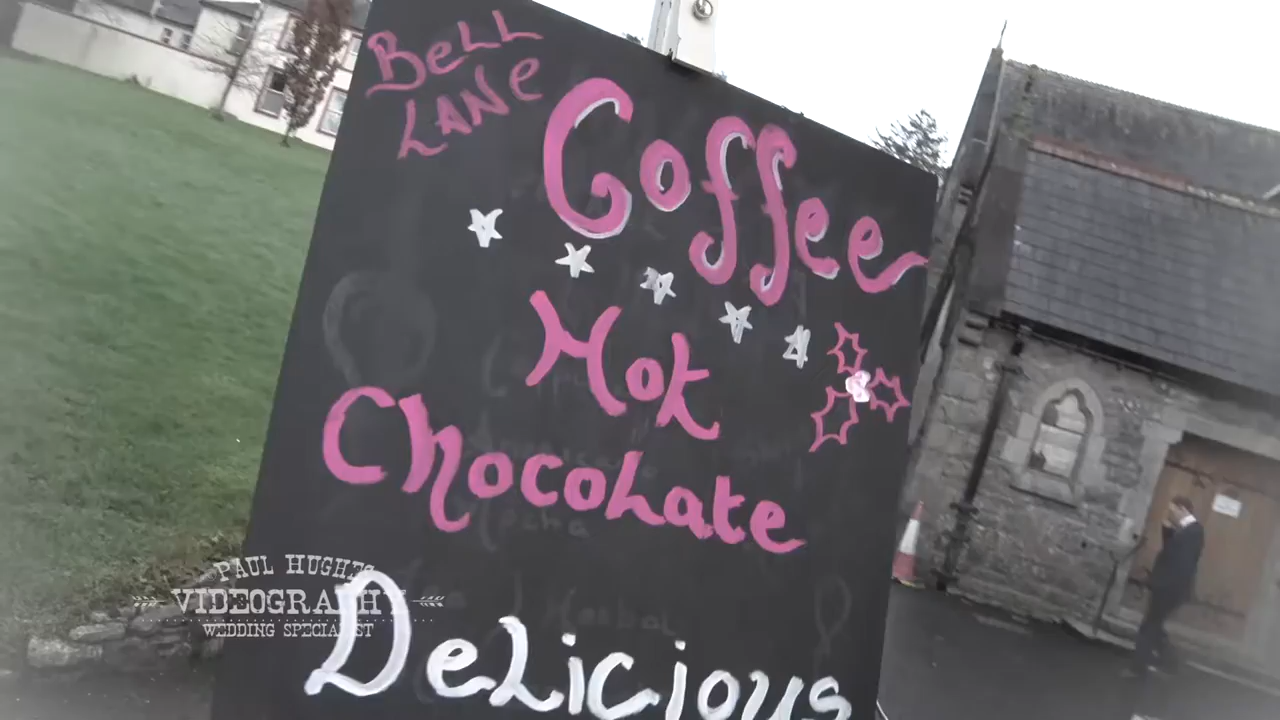 BeLL
LANe
Coffee
Hot
Chocolate
Delicious
PAUL HUGHES
VIDEOGRAPHY
WEDDING SPECIALIST